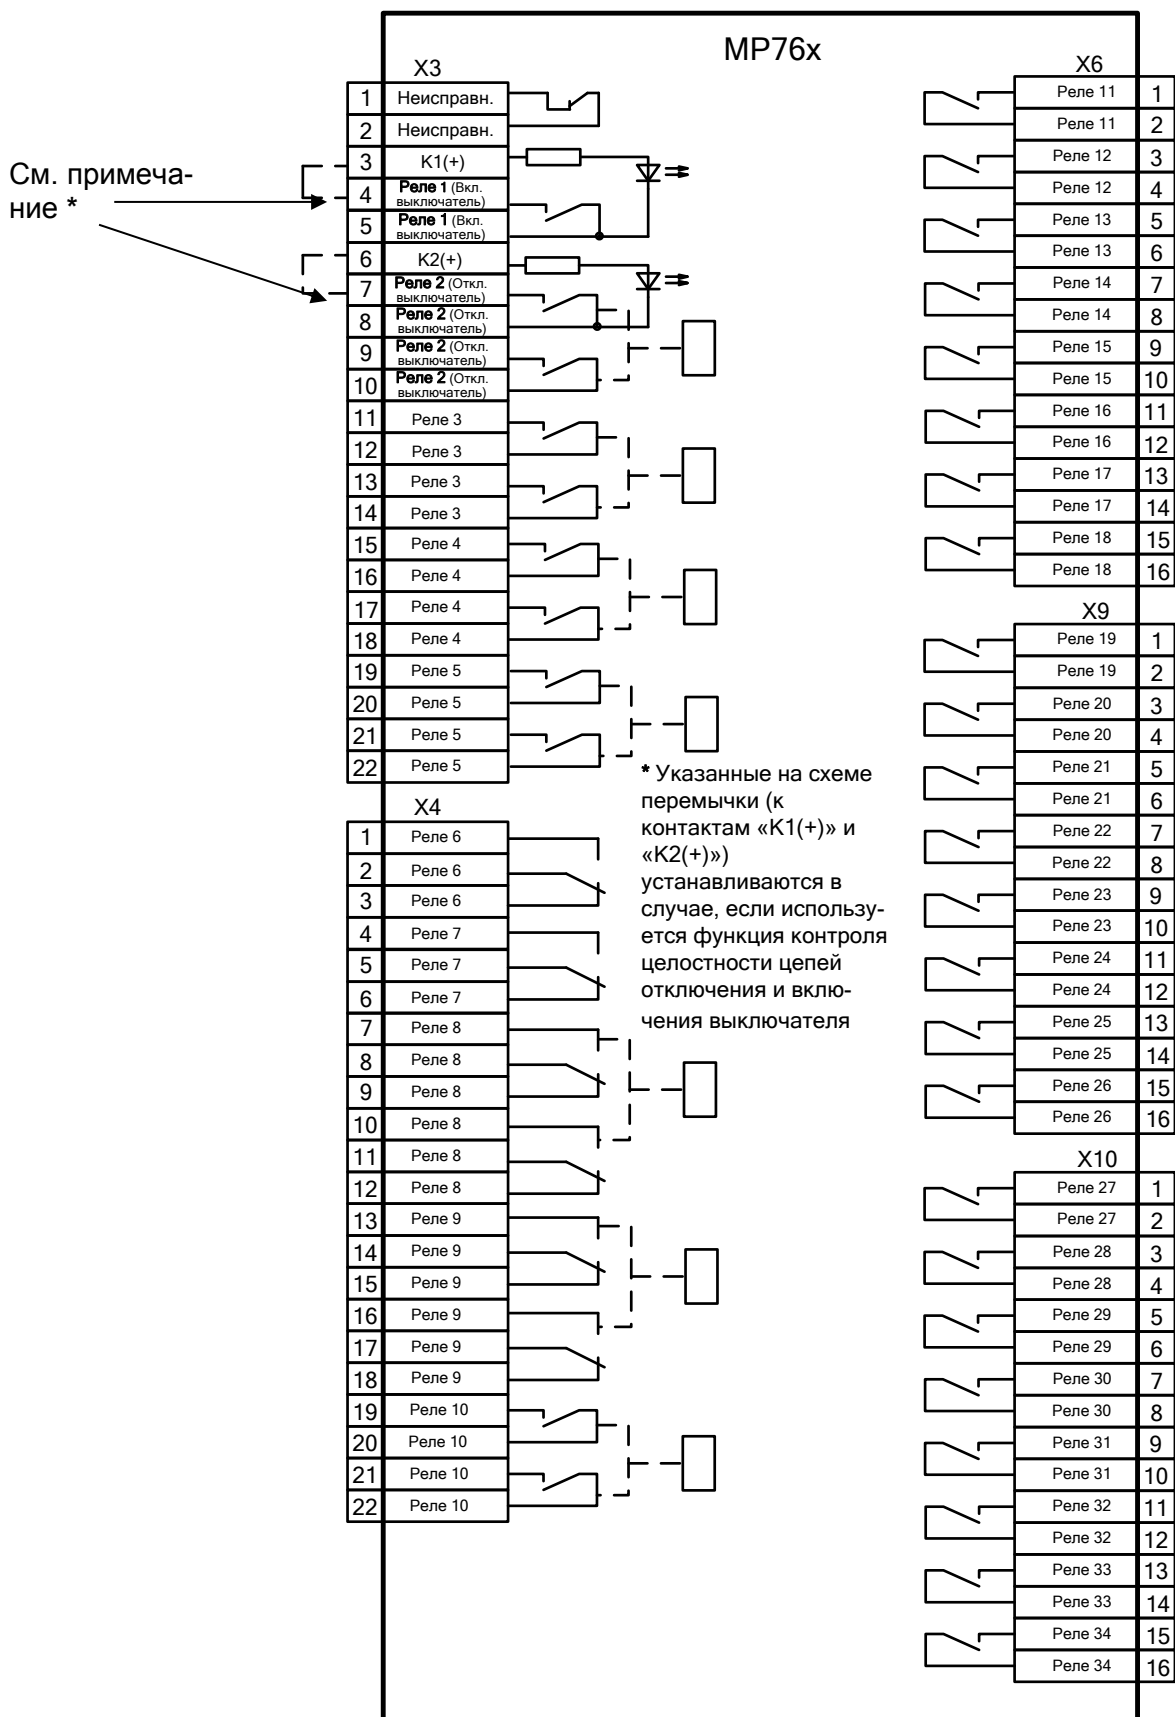 МР76х
Х3
1 Неисправн.
2 Неисправн.
3 К1(+)
4 Реле 1 (Вкл.
выключатель)
5 Реле 1 (Вкл.
выключатель)
6 К2(+)
7 Реле 2 (Откл.
выключатель)
8 Реле 2 (Откл.
выключатель)
9 Реле 2 (Откл.
выключатель)
10 Реле 2 (Откл.
выключатель)
11 Реле 3
12 Реле 3
13 Реле 3
14 Реле 3
15 Реле 4
16 Реле 4
17 Реле 4
18 Реле 4
19 Реле 5
20 Реле 5
21 Реле 5
22 Реле 5
См. примеча-
ние *
Х4
1 Реле 6
2 Реле 6
3 Реле 6
4 Реле 7
5 Реле 7
6 Реле 7
7 Реле 8
8 Реле 8
9 Реле 8
10 Реле 8
11 Реле 8
12 Реле 8
13 Реле 9
14 Реле 9
15 Реле 9
16 Реле 9
17 Реле 9
18 Реле 9
19 Реле 10
20 Реле 10
21 Реле 10
22 Реле 10
* Указанные на схеме
перемычки (к
контактам «К1(+)» и
«К2(+)»)
устанавливаются в
случае, если использу-
ется функция контроля
целостности цепей
отключения и вклю-
чения выключателя
Х6
Реле 11 1
Реле 11 2
Реле 12 3
Реле 12 4
Реле 13 5
Реле 13 6
Реле 14 7
Реле 14 8
Реле 15 9
Реле 15 10
Реле 16 11
Реле 16 12
Реле 17 13
Реле 17 14
Реле 18 15
Реле 18 16
Х9
Реле 19 1
Реле 19 2
Реле 20 3
Реле 20 4
Реле 21 5
Реле 21 6
Реле 22 7
Реле 22 8
Реле 23 9
Реле 23 10
Реле 24 11
Реле 24 12
Реле 25 13
Реле 25 14
Реле 26 15
Реле 26 16
Х10
Реле 27 1
Реле 27 2
Реле 28 3
Реле 28 4
Реле 29 5
Реле 29 6
Реле 30 7
Реле 30 8
Реле 31 9
Реле 31 10
Реле 32 11
Реле 32 12
Реле 33 13
Реле 33 14
Реле 34 15
Реле 34 16